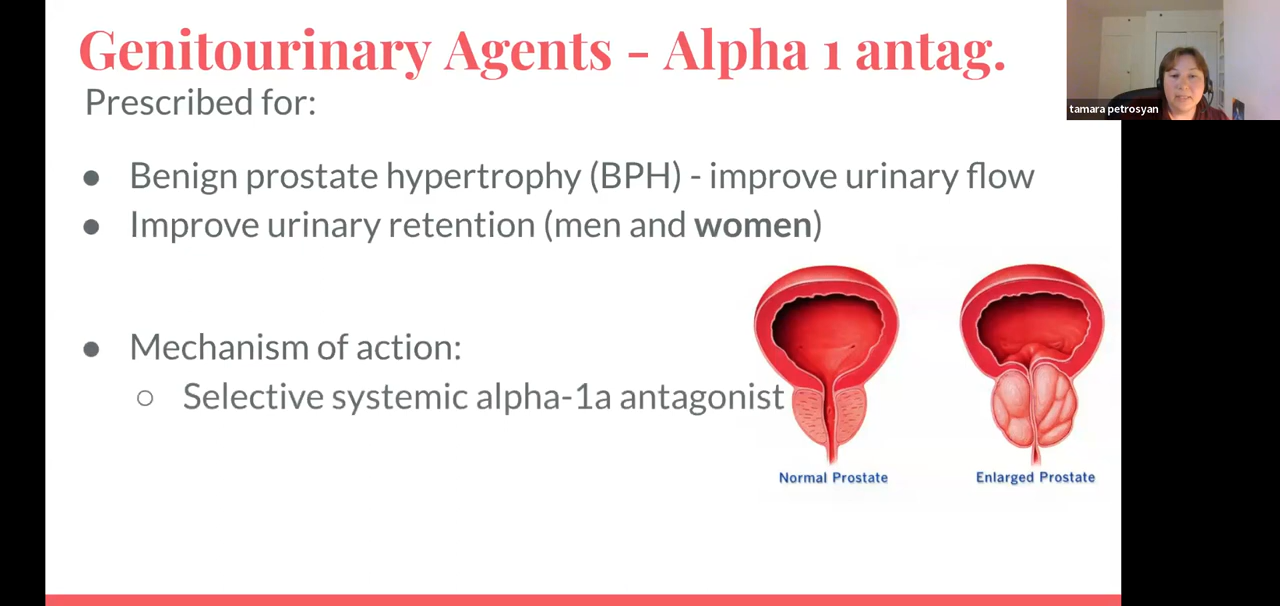 Genitourinary Agents - Alpha 1 antag.
tamara petrosyan
Prescribed for:
● Benign prostate hypertrophy (BPH) - improve urinary flow
● Improve urinary retention (men and women)
● Mechanism of action:
○ Selective systemic alpha-1a antagonist
Normal Prostate
Enlarged Prostate